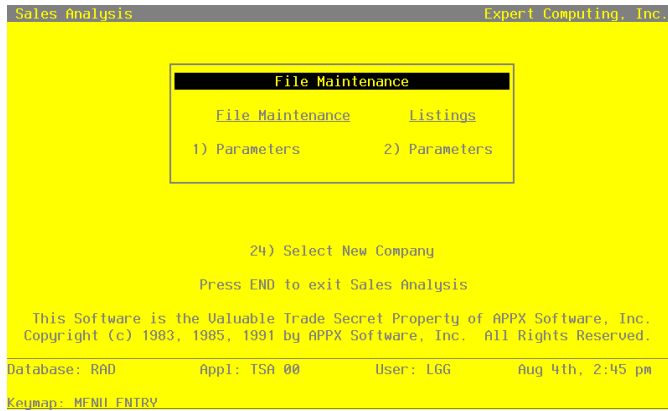 Sales Analysis Expert Computing, Inc.
File Maintenance
File Maintenance Listings
1) Parameters 2) Parameters
24) Select New Company
Press END to exit Sales Analysis
This Software is the Valuable Trade Secret Property of APPX Software, Inc.
Copyright (c) 1983, 1985, 1991 by APPX Software, Inc. All Rights Reserved.
Database: RAD Appl: TSA 00 User: LGG Aug 4th, 2:45 pm
Keymap: MENU ENTRY